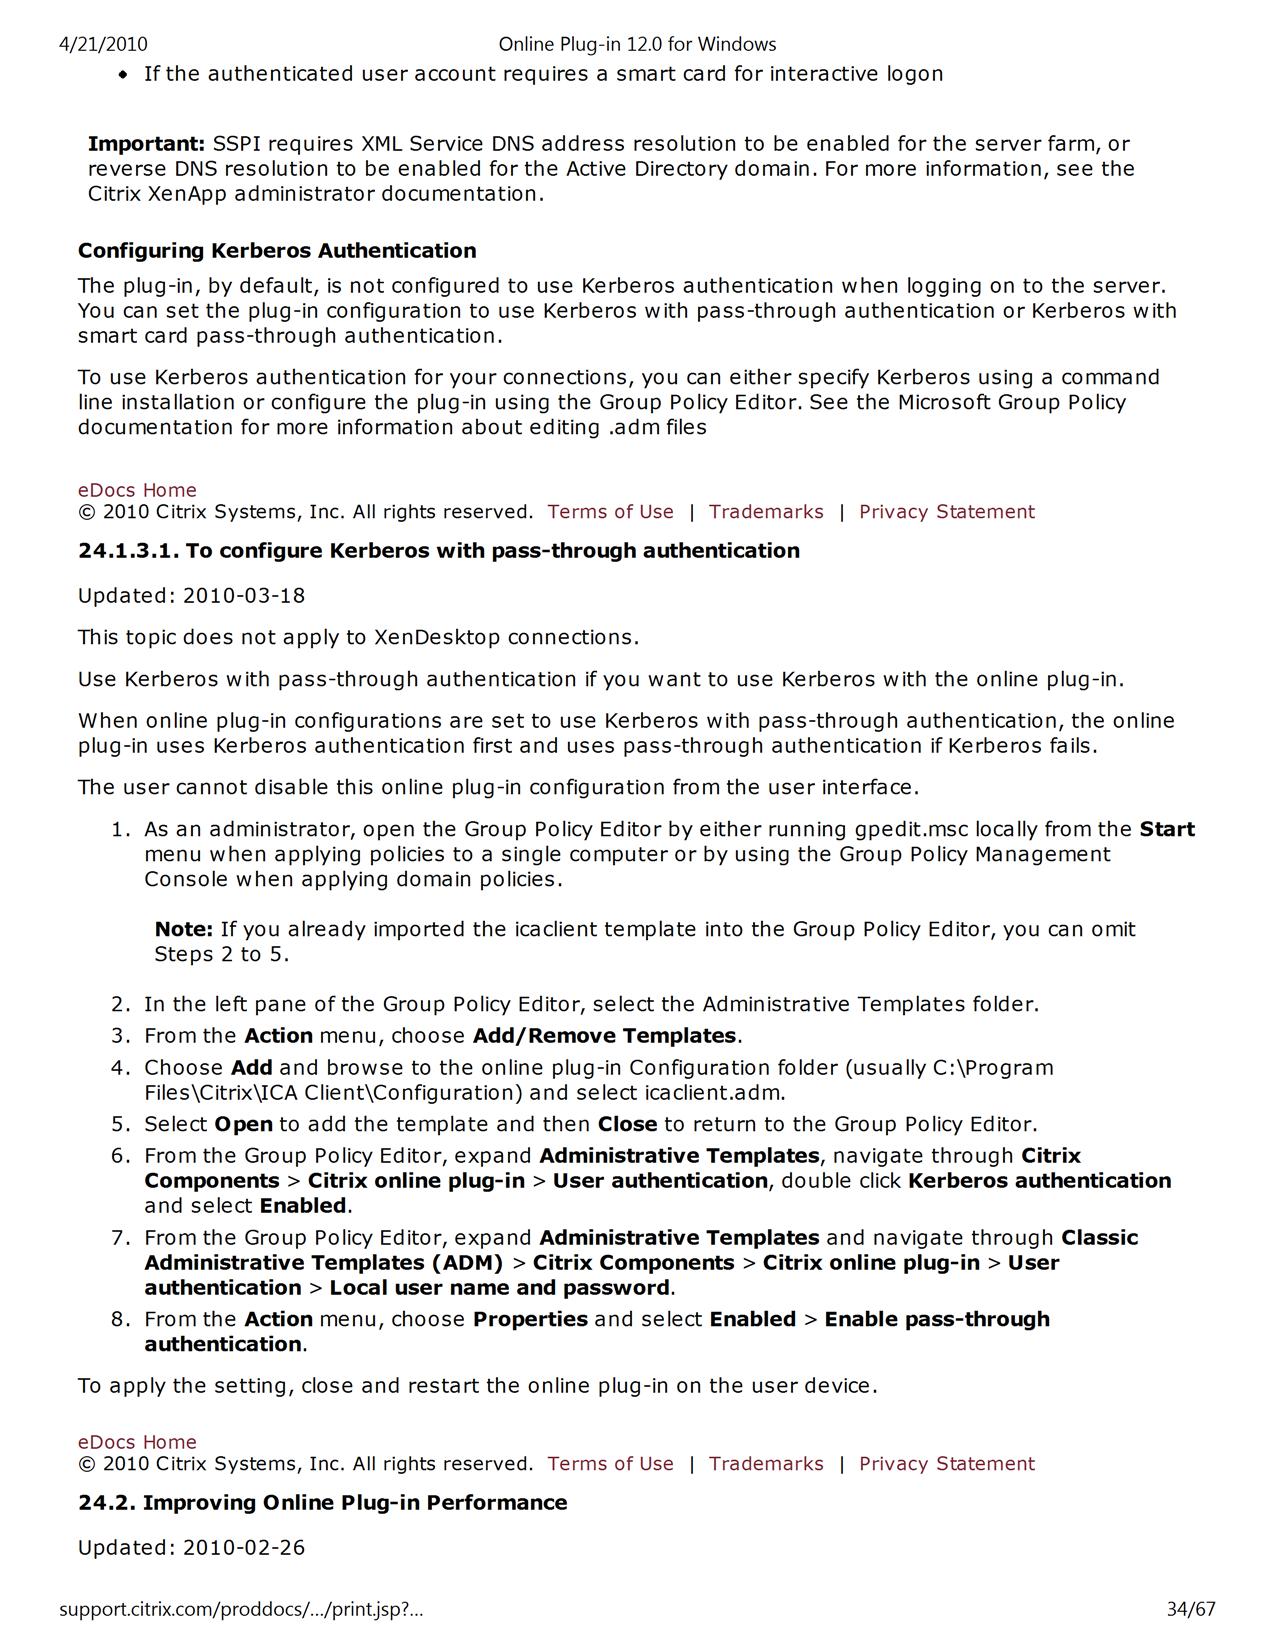 4/21/2010 Online Plug-in 12.0 for Windows
• If the authenticated user account requires a smart card for interactive logon
Important: SSPI requires XML Service DNS address resolution to be enabled for the server farm, or
reverse DNS resolution to be enabled for the Active Directory domain. For more information, see the
Citrix XenApp administrator documentation.
Configuring Kerberos Authentication
The plug-in, by default, is not configured to use Kerberos authentication when logging on to the server.
You can set the plug-in configuration to use Kerberos with pass-through authentication or Kerberos with
smart card pass-through authentication.
To use Kerberos authentication for your connections, you can either specify Kerberos using a command
line installation or configure the plug-in using the Group Policy Editor. See the Microsoft Group Policy
documentation for more information about editing .adm files
eDocs Home
© 2010 Citrix Systems, Inc. All rights reserved. Terms of Use | Trademarks | Privacy Statement
24.1.3.1. To configure Kerberos with pass-through authentication
Updated: 2010-03-18
This topic does not apply to XenDesktop connections.
Use Kerberos with pass-through authentication if you want to use Kerberos with the online plug-in.
When online plug-in configurations are set to use Kerberos with pass-through authentication, the online
plug-in uses Kerberos authentication first and uses pass-through authentication if Kerberos fails.
The user cannot disable this online plug-in configuration from the user interface.
1. As an administrator, open the Group Policy Editor by either running gpedit.msc locally from the Start
menu when applying policies to a single computer or by using the Group Policy Management
Console when applying domain policies.
Note: If you already imported the icaclient template into the Group Policy Editor, you can omit
Steps 2 to 5.
2. In the left pane of the Group Policy Editor, select the Administrative Templates folder.
3. From the Action menu, choose Add/Remove Templates.
4. Choose Add and browse to the online plug-in Configuration folder (usually C:\Program
Files\Citrix\ICA Client\Configuration) and select icaclient.adm.
5. Select Open to add the template and then Close to return to the Group Policy Editor.
6. From the Group Policy Editor, expand Administrative Templates, navigate through Citrix
Components > Citrix online plug-in > User authentication, double click Kerberos authentication
and select Enabled.
7. From the Group Policy Editor, expand Administrative Templates and navigate through Classic
Administrative Templates (ADM) > Citrix Components > Citrix online plug-in > User
authentication > Local user name and password.
8. From the Action menu, choose Properties and select Enabled > Enable pass-through
authentication.
To apply the setting, close and restart the online plug-in on the user device.
eDocs Home
© 2010 Citrix Systems, Inc. All rights reserved. Terms of Use | Trademarks | Privacy Statement
24.2. Improving Online Plug-in Performance
Updated: 2010-02-26
support.citrix.com/proddocs/.../print.jsp?... 34/67